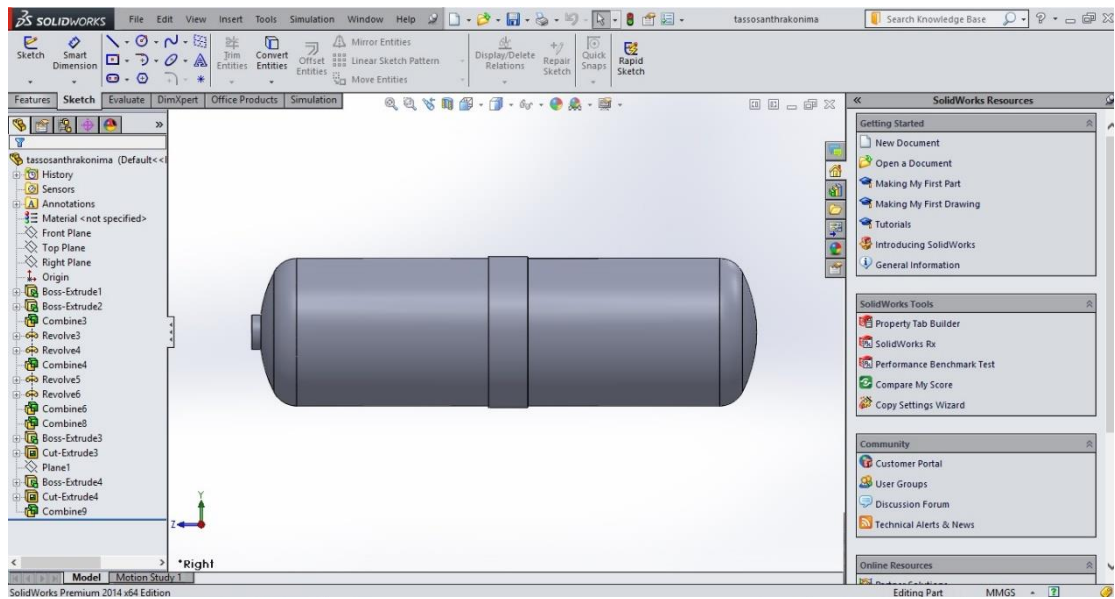 SOLIDWORKS File Edit View Insert Tools Simulation Window Help tassosanthrakonima Search Knowledge Base ?
Sketch
Smart Dimension
Trim Entities
Convert Entities
Offset Entities
Mirror Entities
Linear Sketch Pattern
Move Entities
Display/Delete Relations
Repair Sketch
Quick Snaps
Rapid Sketch
Features Sketch Evaluate DimXpert Office Products Simulation
tassosanthrakonima (Default<<
History
Sensors
Annotations
Material <not specified>
Front Plane
Top Plane
Right Plane
Origin
Boss-Extrude1
Boss-Extrude2
Combine3
Revolve3
Revolve4
Combine4
Revolve5
Revolve6
Combine6
Combine8
Boss-Extrude3
Cut-Extrude3
Plane1
Boss-Extrude4
Cut-Extrude4
Combine9
Y
Z
*Right
SolidWorks Resources
Getting Started
New Document
Open a Document
Making My First Part
Making My First Drawing
Tutorials
Introducing SolidWorks
General Information
SolidWorks Tools
Property Tab Builder
SolidWorks Rx
Performance Benchmark Test
Compare My Score
Copy Settings Wizard
Community
Customer Portal
User Groups
Discussion Forum
Technical Alerts & News
Online Resources
Model Motion Study 1
SolidWorks Premium 2014 x64 Edition Editing Part MMGS ?